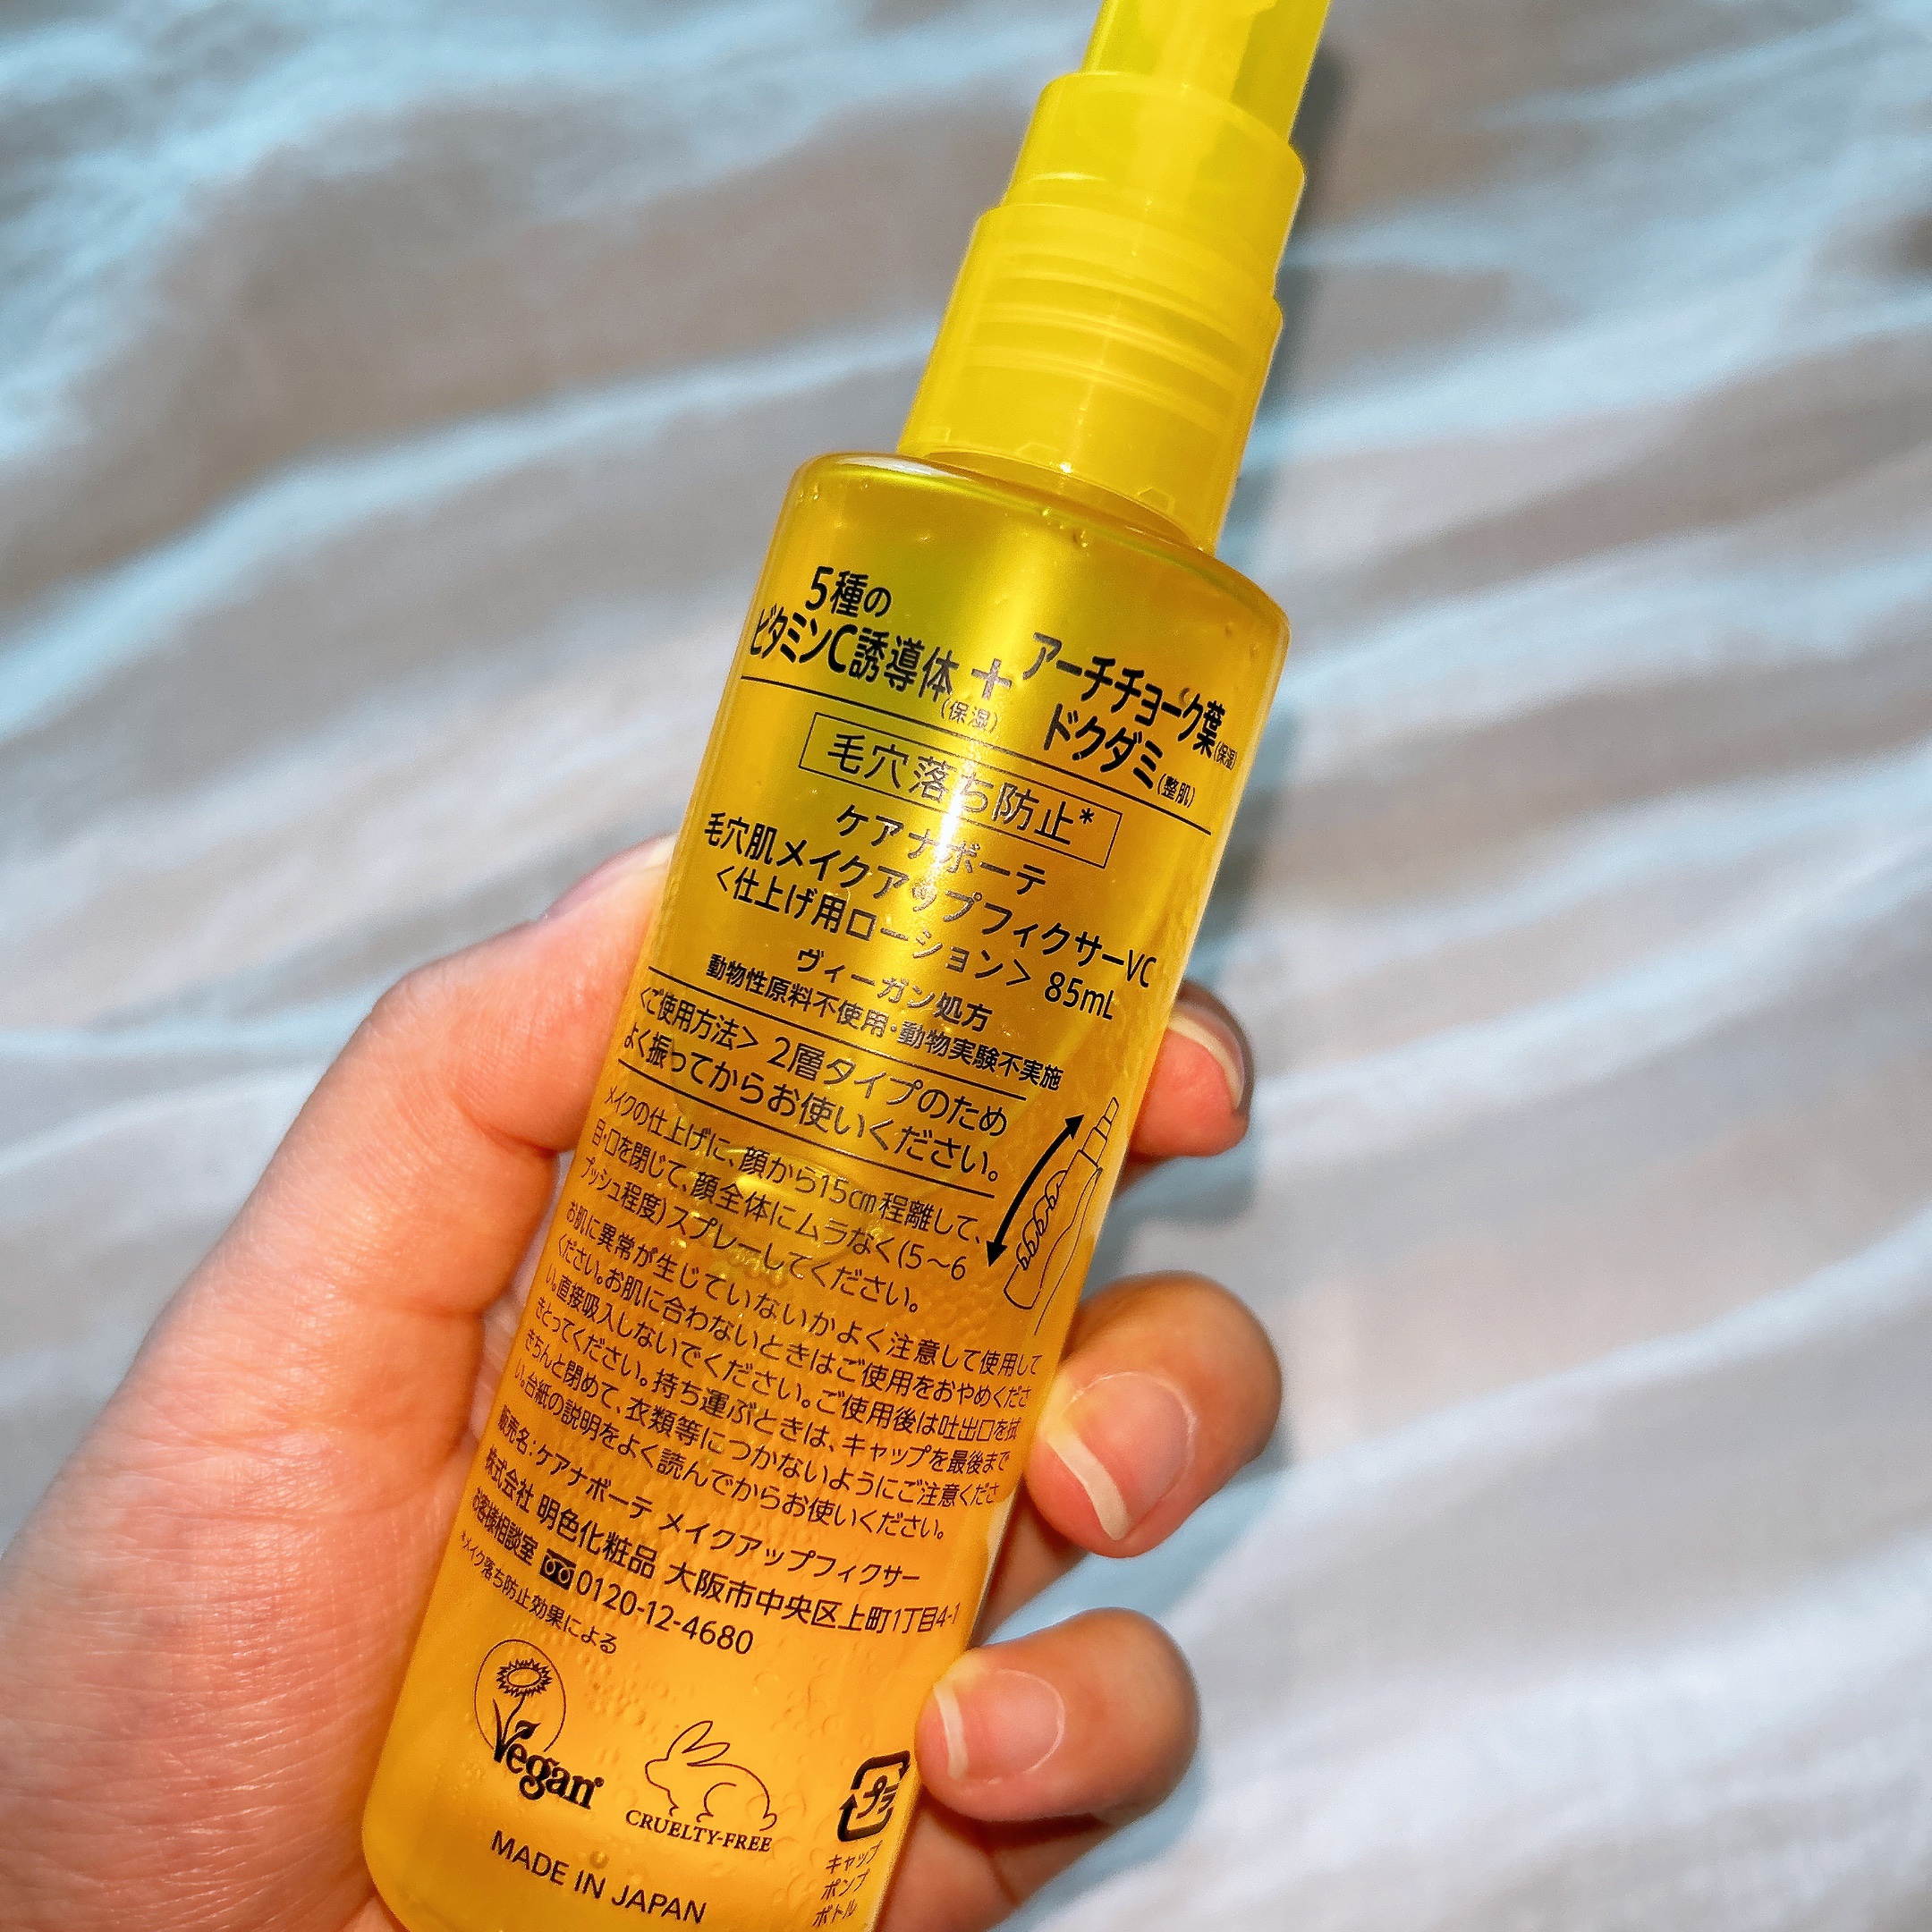 5種の
ビタミンC誘導体(保湿)
+
アーチチョーク葉(保湿)
ドクダミ(整肌)
毛穴落ち防止*
ケアナボーテ
毛穴肌メイクアップフィクサーVC
<仕上げ用ローション> 85mL
ヴィーガン処方
動物性原料不使用・動物実験不実施
<ご使用方法> 2層タイプのため
よく振ってからお使いください。
メイクの仕上げに、顔から15cm程離して、
目・口を閉じて、顔全体にムラなく(5〜6
プッシュ程度)スプレーしてください。
お肌に異常が生じていないかよく注意して使用して
ください。お肌に合わないときはご使用をおやめくださ
い。直接吸入しないでください。ご使用後は吐出口を拭
きとってください。持ち運ぶときは、キャップを最後まで
きちんと閉めて、衣類等につかないようにご注意くださ
い。台紙の説明をよく読んでからお使いください。
販売名:ケアナボーテ メイクアップフィクサー
株式会社 明色化粧品 大阪市中央区上町1丁目4-1
お客様相談室 0120-12-4680
*メイク落ち防止効果による
Vegan
CRUELTY-FREE
プラ
キャップ
ポンプ
ボトル
MADE IN JAPAN